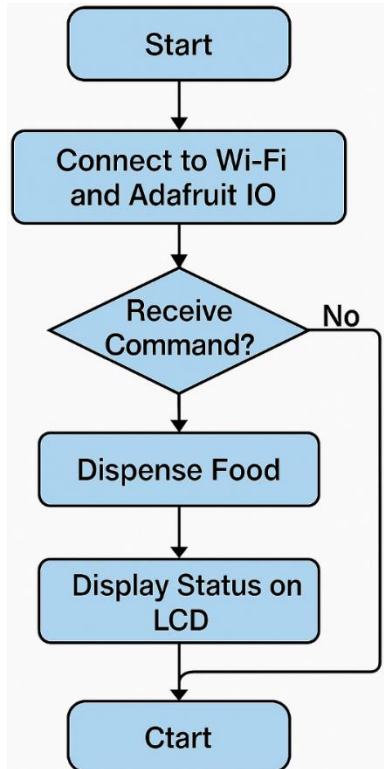 Start
Connect to Wi-Fi
and Adafruit IO
Receive
Command?
No
Dispense Food
Display Status on
LCD
Ctart